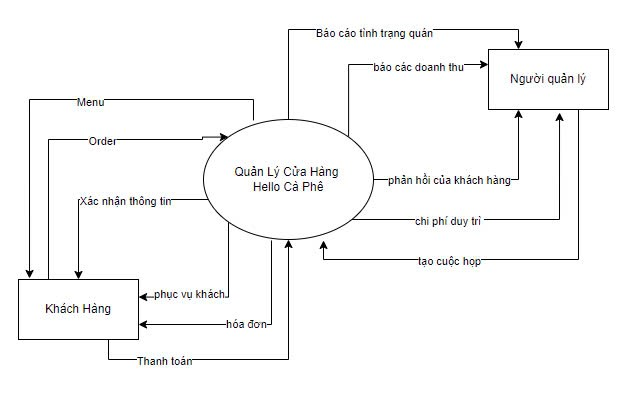 Báo cáo tình trạng quán
báo các doanh thu
Người quản lý
Menu
Order
Quản Lý Cửa Hàng
Hello Cà Phê
phản hồi của khách hàng
Xác nhận thông tin
chi phí duy trì
tạo cuộc họp
phục vụ khách
Khách Hàng
hóa đơn
Thanh toán